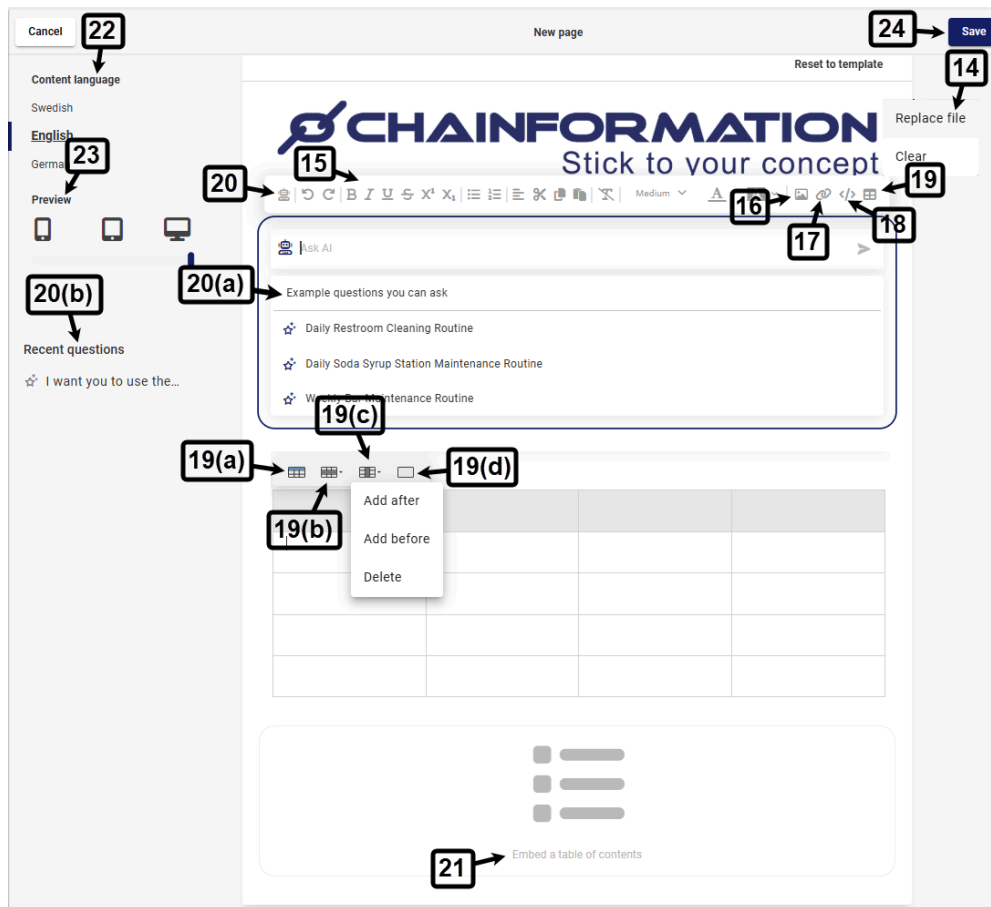 Cancel
22
New page
24
Save
Content language
Reset to template
14
Swedish
Replace file
English
CHAINFORMATION
Stick to your concept
Clear
23
15
20
19
Preview
B I U S X¹ X₁
Medium
A
16
17
18
Ask AI
20(a)
20(b)
Example questions you can ask
Daily Restroom Cleaning Routine
Recent questions
Daily Soda Syrup Station Maintenance Routine
I want you to use the…
Maintenance Routine
19(c)
19(a)
19(d)
Add after
19(b)
Add before
Delete
21
Embed a table of contents